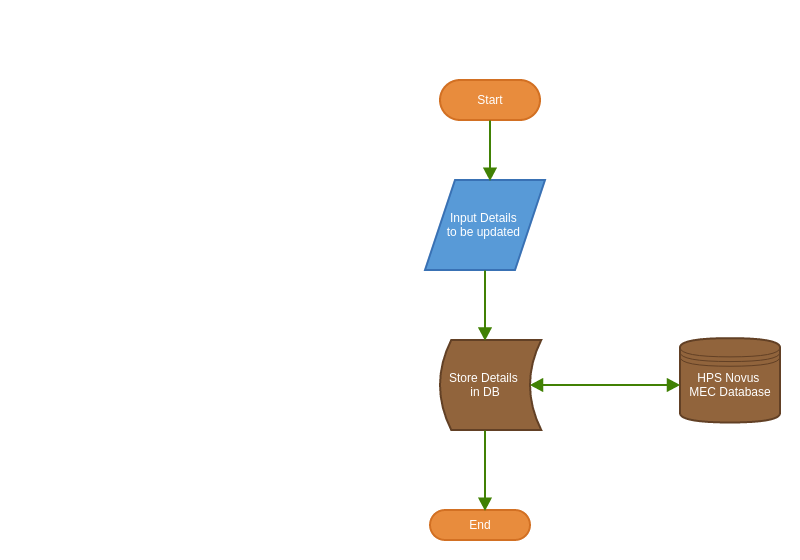 Start
Input Details
to be updated
Store Details
in DB
HPS Novus
MEC Database
End